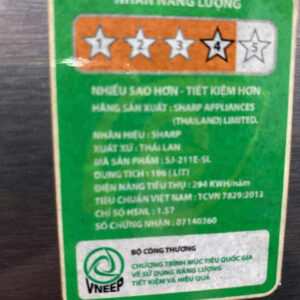 NHÃN NĂNG LƯỢNG
1 2 3 4 5
NHIỀU SAO HƠN - TIẾT KIỆM HƠN
HÃNG SẢN XUẤT : SHARP APPLIANCES
(THAILAND) LIMITED.
NHÃN HIỆU : SHARP
XUẤT XỨ : THÁI LAN
MÃ SẢN PHẨM : SJ-211E-SL
DUNG TÍCH : 196 [LIT]
ĐIỆN NĂNG TIÊU THỤ : 294 KWH/năm
TIÊU CHUẨN VIỆT NAM : TCVN 7829:2013
CHỈ SỐ HSNL : 1.57
SỐ CHỨNG NHẬN : 07140360
BỘ CÔNG THƯƠNG
CHƯƠNG TRÌNH MỤC TIÊU QUỐC GIA
VỀ SỬ DỤNG NĂNG LƯỢNG
TIẾT KIỆM VÀ HIỆU QUẢ
VNEEP